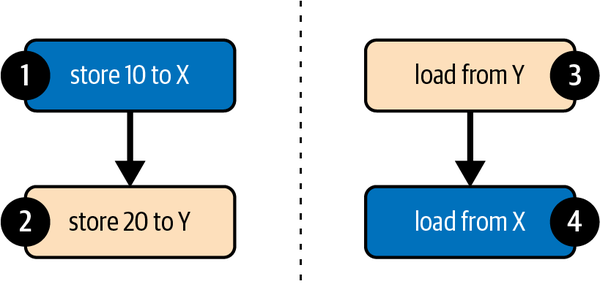 1 store 10 to X
2 store 20 to Y
load from Y 3
load from X 4